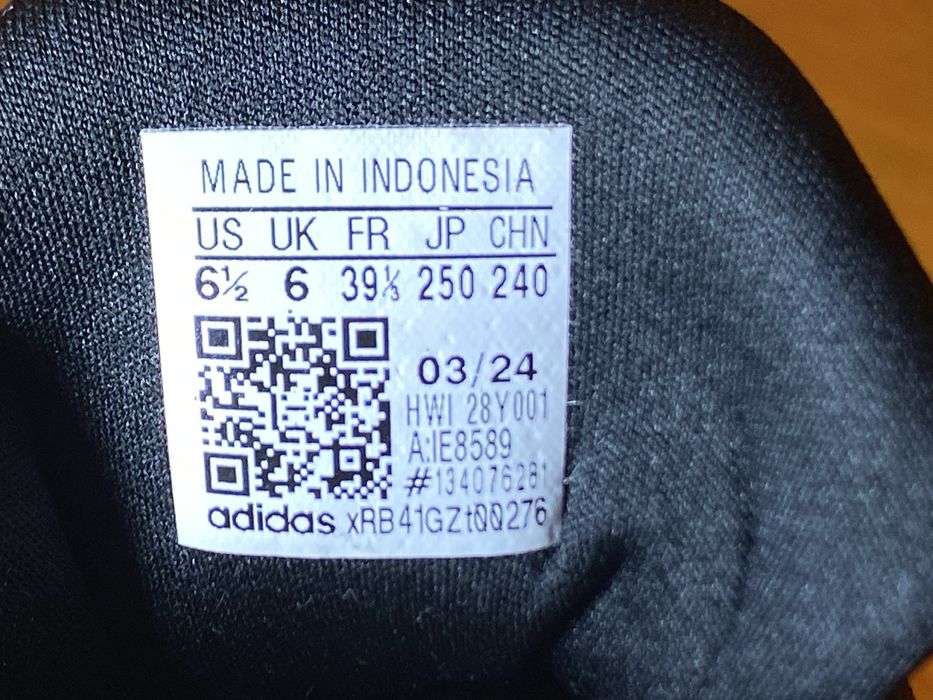 MADE IN INDONESIA
US UK FR JP CHN
6½ 6 39⅓ 250 240
03/24
HWI 28Y001
A:IE8589
#134076281
adidas xRB41GZt00276